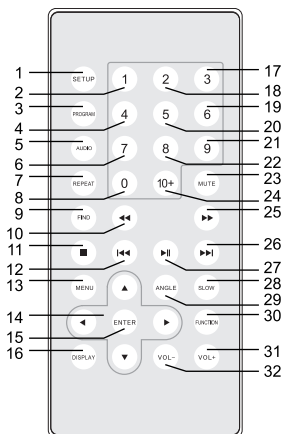 1 SETUP 1 2 3 17
2 18
3 PROGRAM 4 5 6 19
4 20
5 AUDIO 7 8 9 21
6 22
7 REPEAT 0 10+ MUTE 23
8 24
9 FIND 25
10
11 26
12 27
13 MENU ANGLE SLOW 28
29
14 ENTER FUNCTION 30
15
16 DISPLAY VOL- VOL+ 31
32